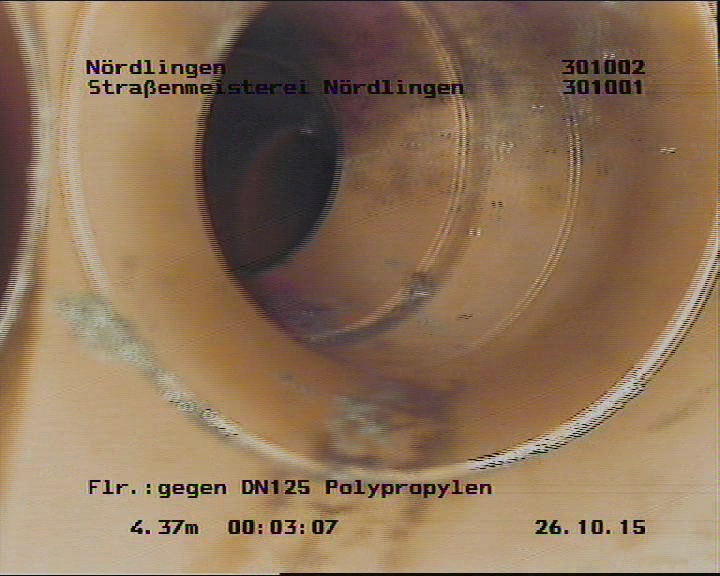 Nördlingen 301002
Straßenmeisterei Nördlingen 301001
Flr.:gegen DN125 Polypropylen
4.37m 00:03:07 26.10.15